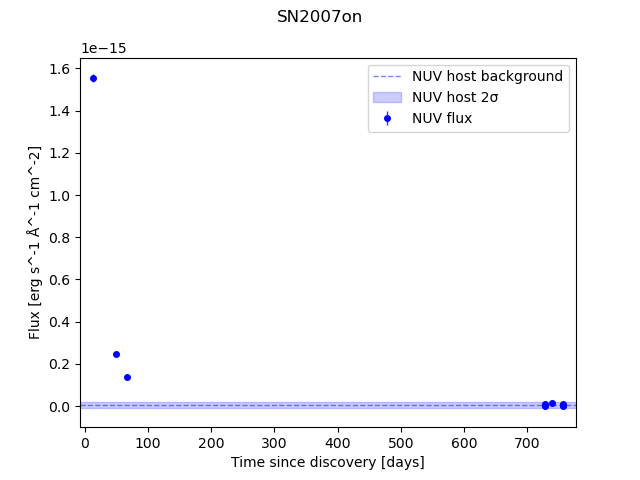 SN2007on
1e−15
NUV host background
NUV host 2σ
NUV flux
1.6
1.4
1.2
1.0
0.8
0.6
0.4
0.2
0.0
Flux [erg s^-1 Å^-1 cm^-2]
0 100 200 300 400 500 600 700
Time since discovery [days]